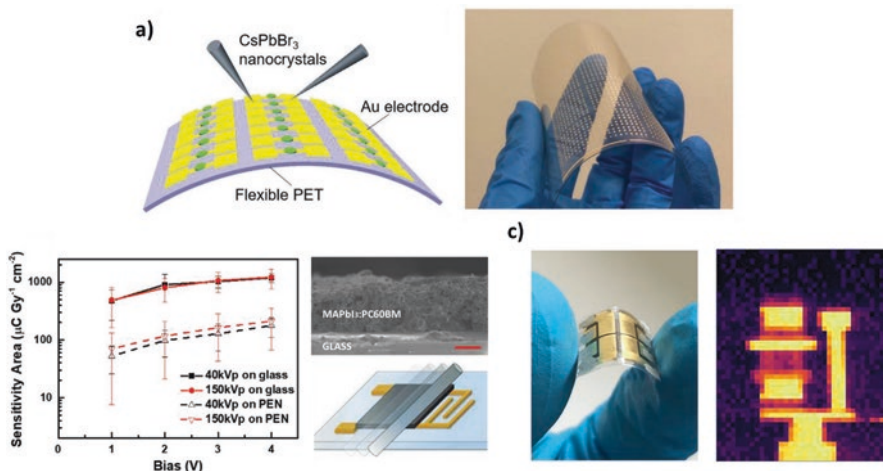 a)
CsPbBr₃
nanocrystals
Au electrode
Flexible PET
Sensitivity Area (μC Gy⁻¹ cm⁻²)
1000
100
10
40kVp on glass
150kVp on glass
40kVp on PEN
150kVp on PEN
0 1 2 3 4 5
Bias (V)
MAPbI₃:PC60BM
GLASS
c)